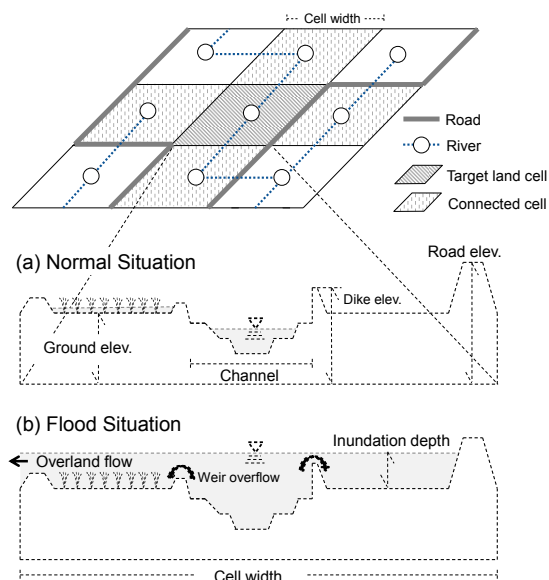 Cell width
Road
River
Target land cell
Connected cell
(a) Normal Situation
Road elev.
Dike elev.
Ground elev.
Channel
(b) Flood Situation
Inundation depth
Overland flow
Weir overflow
Cell width